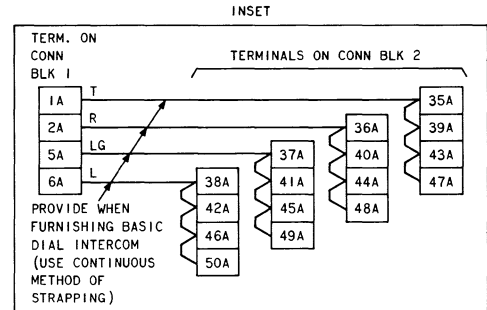 INSET
TERM. ON
CONN
BLK 1
TERMINALS ON CONN BLK 2
1A T 35A
2A R 36A 39A
5A LG 37A 40A 43A
6A L 38A 41A 44A 47A
42A 45A 48A
46A 49A
50A
PROVIDE WHEN
FURNISHING BASIC
DIAL INTERCOM
(USE CONTINUOUS
METHOD OF
STRAPPING)